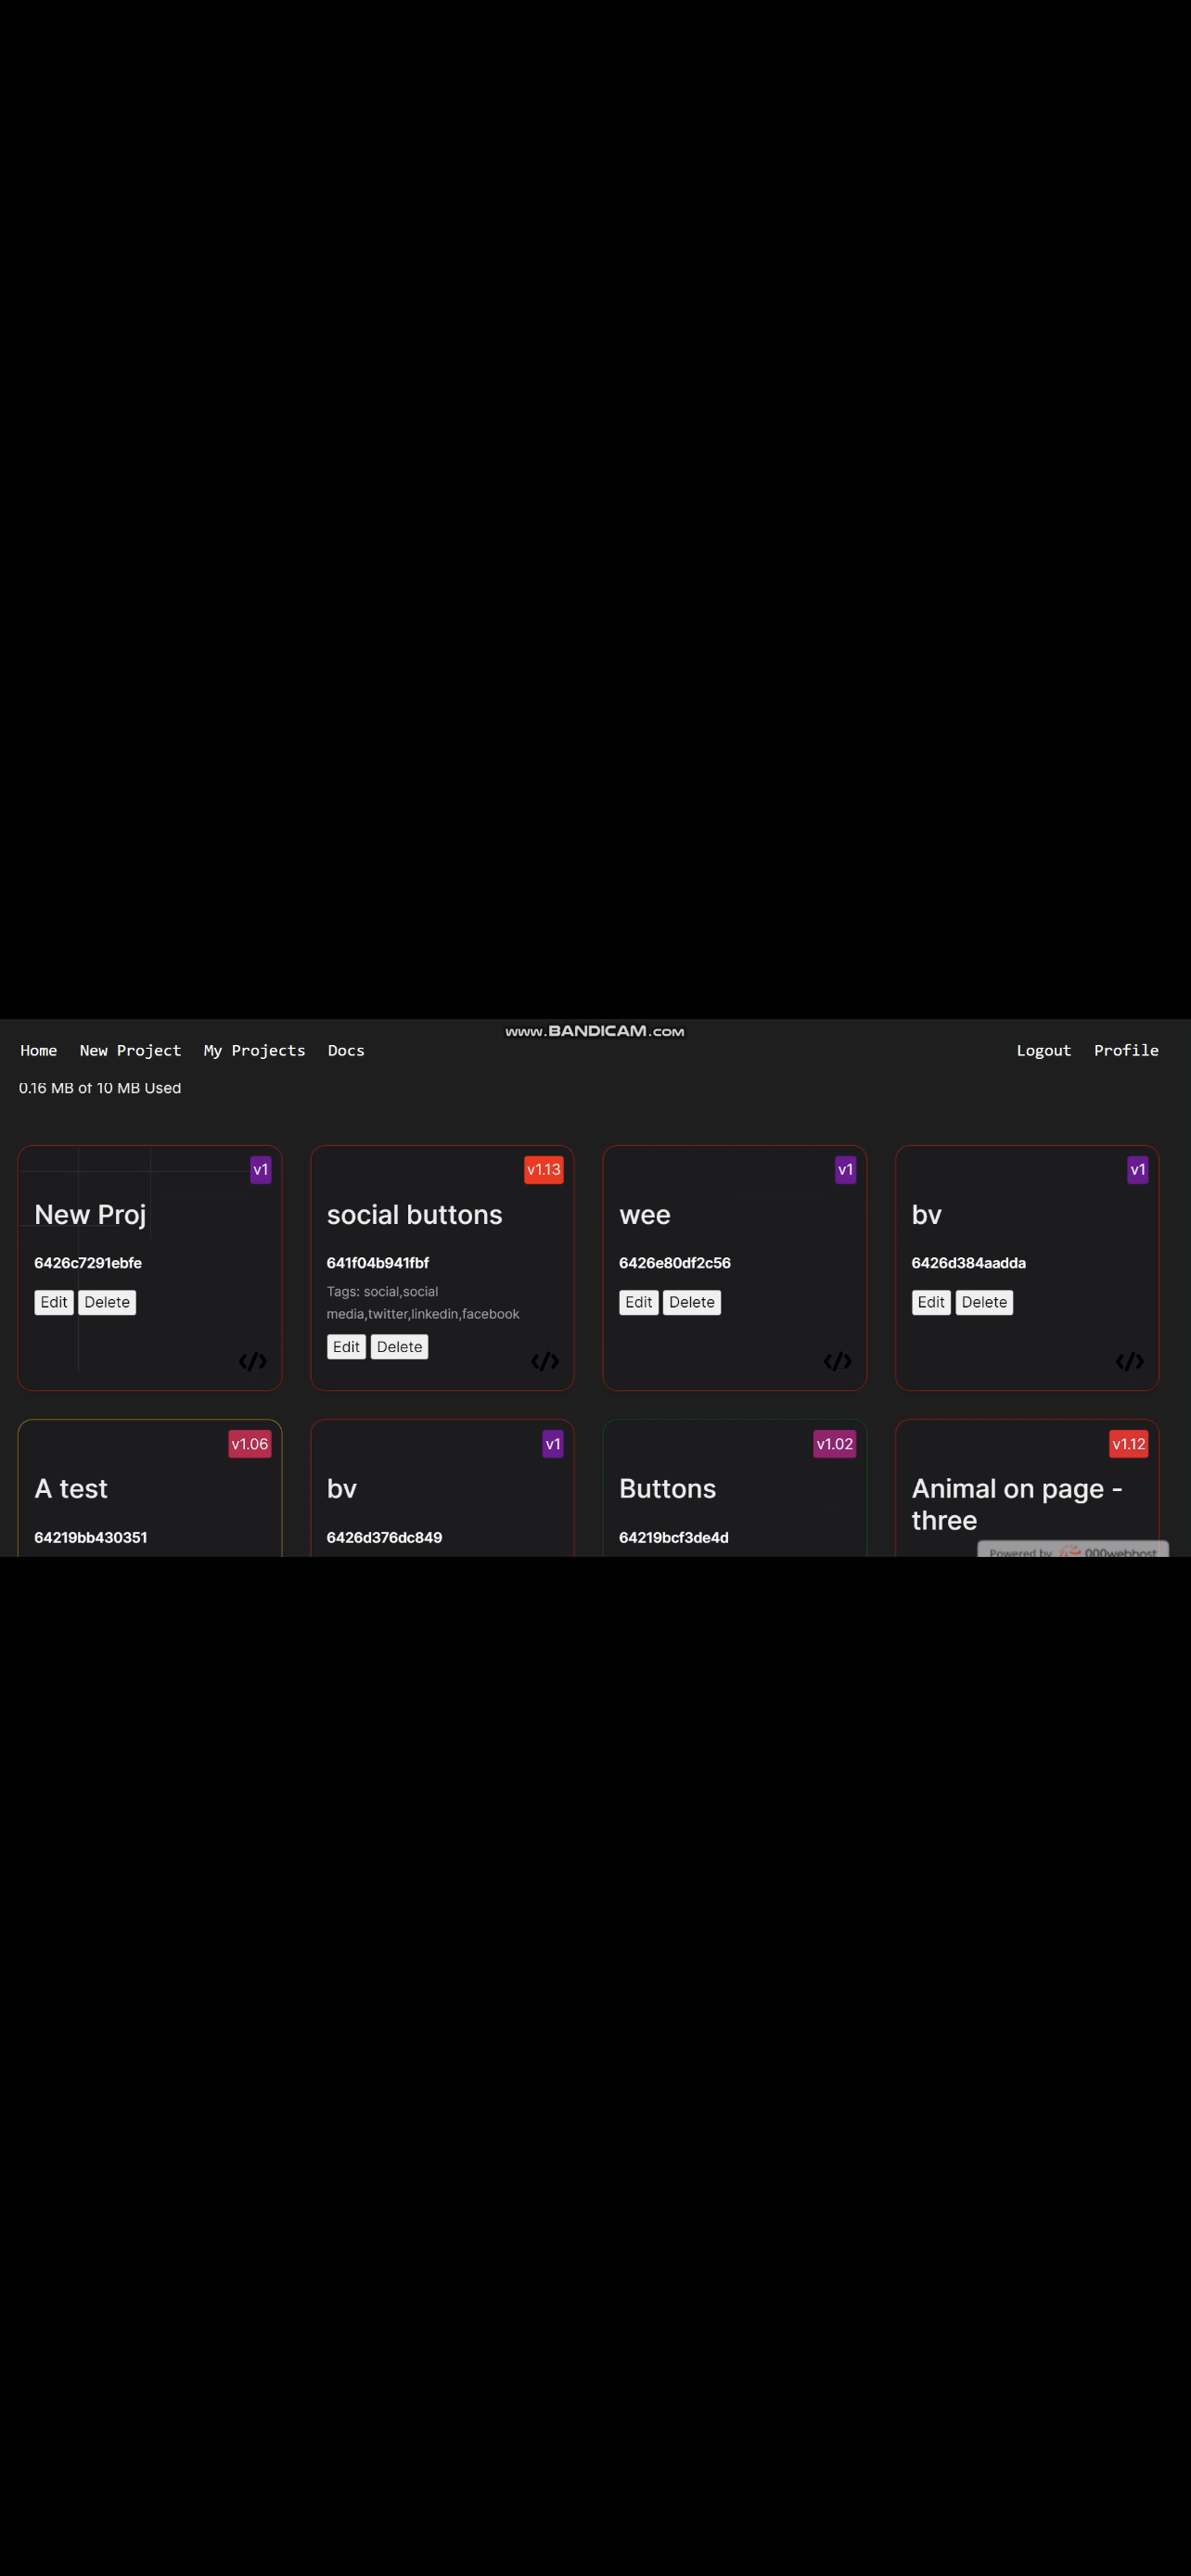 www.BANDICAM.com
Home New Project My Projects Docs Logout Profile
0.16 MB of 10 MB Used
v1 v1.13 v1 v1
New Proj social buttons wee bv
6426c7291ebfe 641f04b941fbf 6426e80df2c56 6426d384aadda
Tags: social,social
media,twitter,linkedin,facebook
Edit Delete Edit Delete Edit Delete Edit Delete
</> </> </> </>
v1.06 v1 v1.02 v1.12
A test bv Buttons Animal on page -
three
64219bb430351 6426d376dc849 64219bcf3de4d
Powered by 000webhost